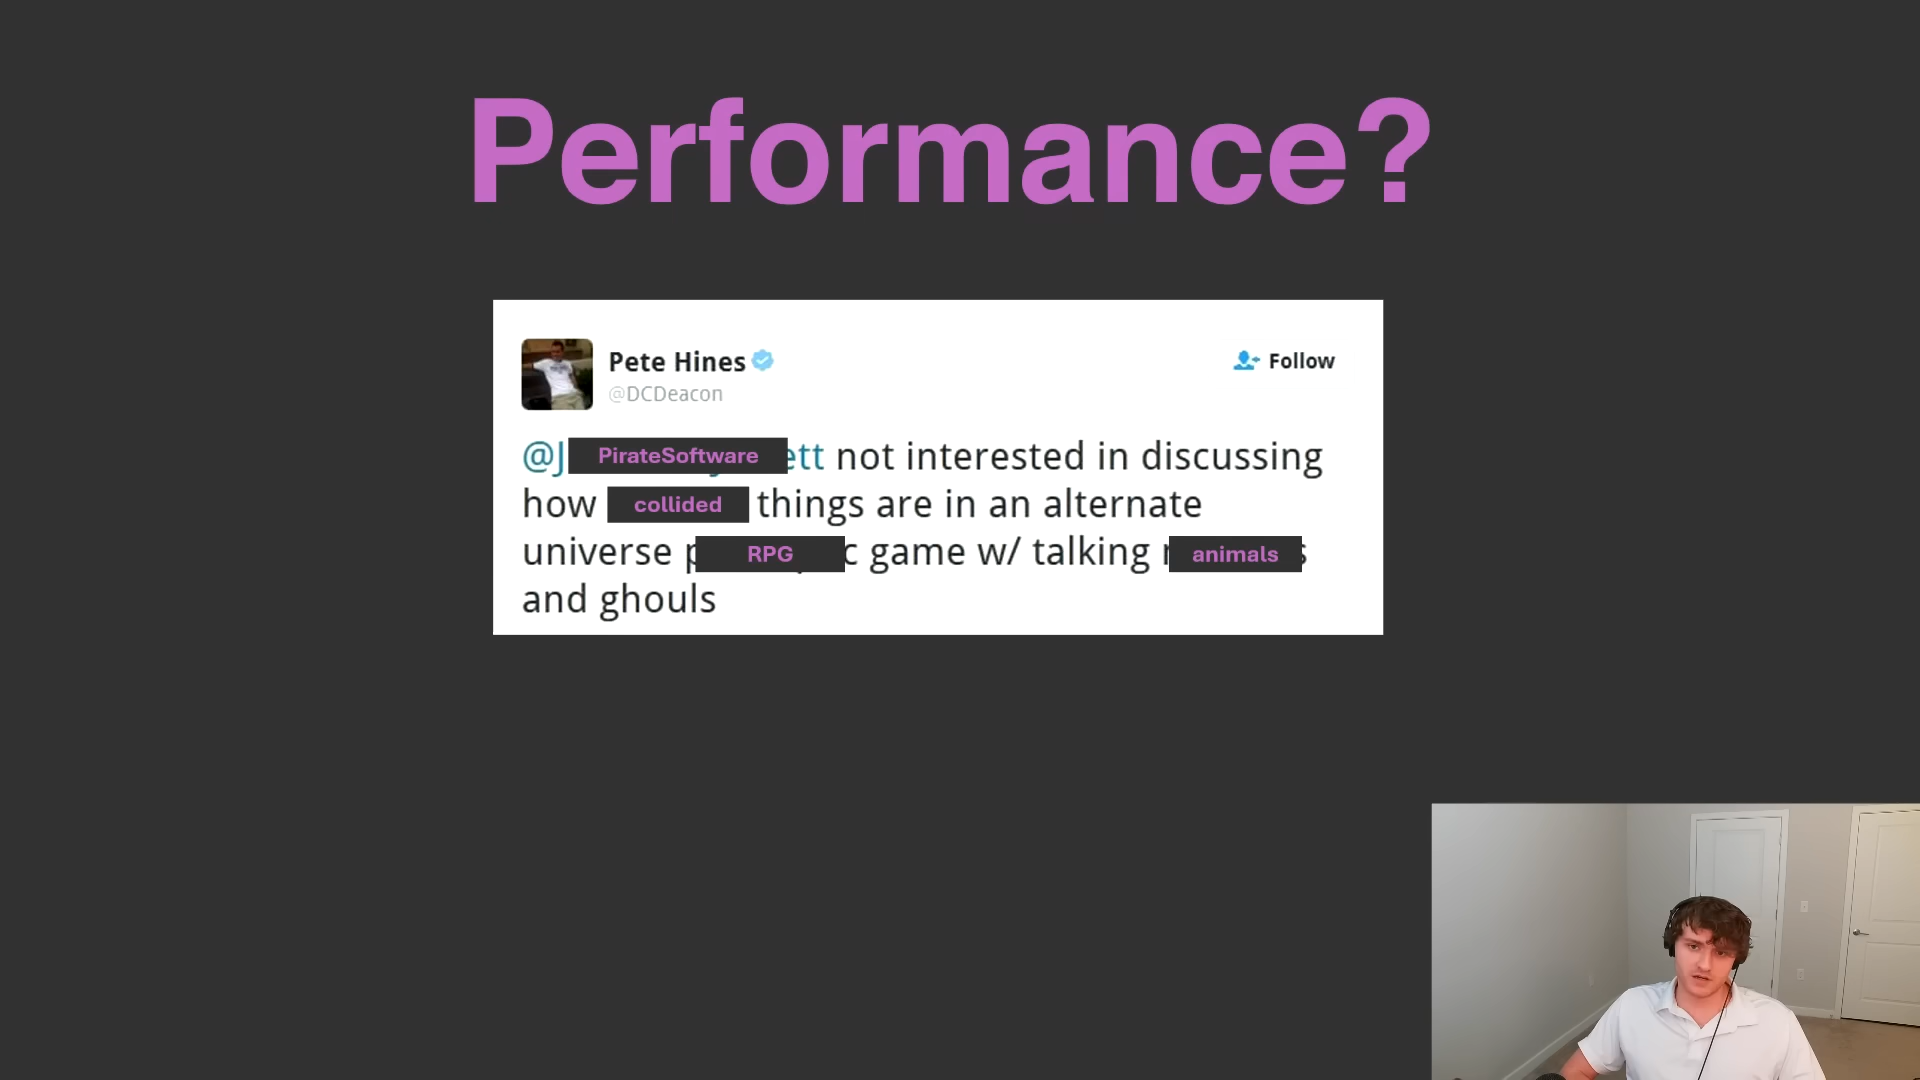 Performance?
Pete Hines
Follow
@DCDeacon
@J PirateSoftware ett not interested in discussing
how collided things are in an alternate
universe p RPG c game w/ talking animals s
and ghouls